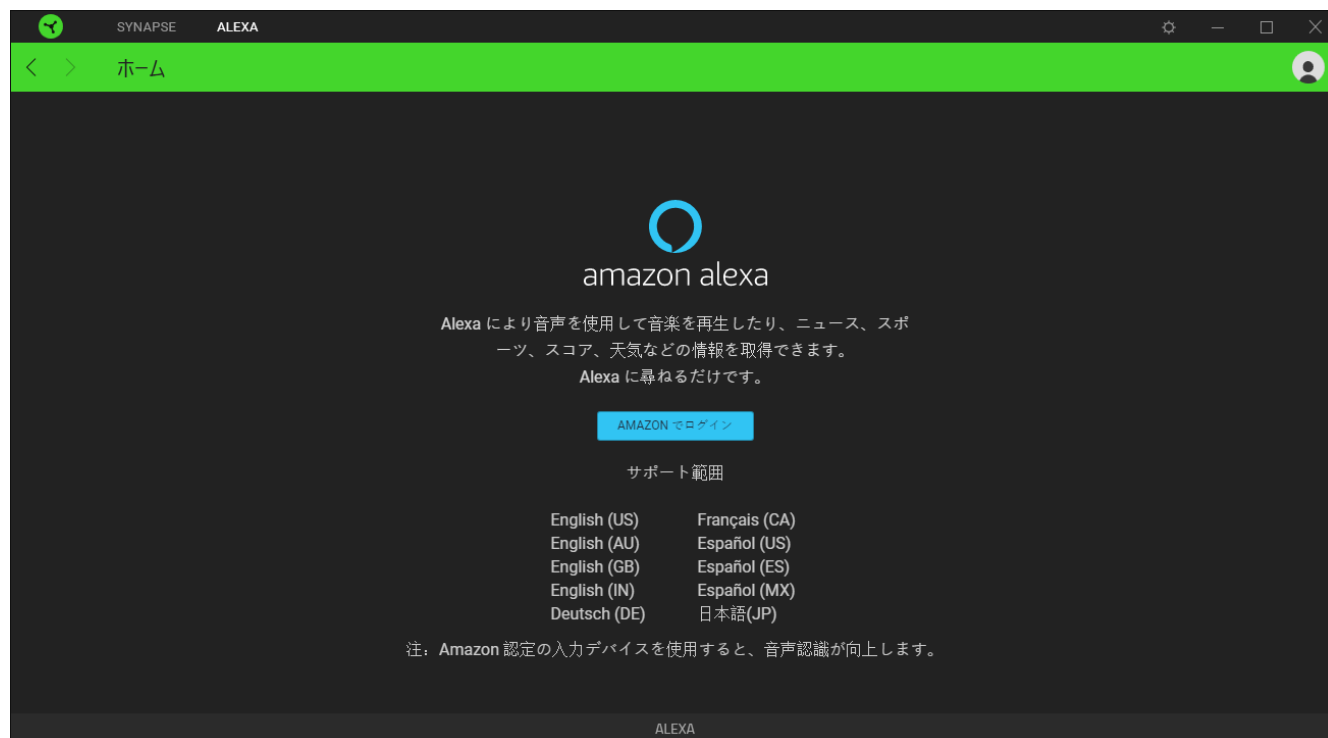 SYNAPSE ALEXA
ホーム
amazon alexa
Alexa により音声を使用して音楽を再生したり、ニュース、スポ
ーツ、スコア、天気などの情報を取得できます。
Alexa に尋ねるだけです。
AMAZON でログイン
サポート範囲
English (US) Français (CA)
English (AU) Español (US)
English (GB) Español (ES)
English (IN) Español (MX)
Deutsch (DE) 日本語(JP)
注：Amazon 認定の入力デバイスを使用すると、音声認識が向上します。
ALEXA